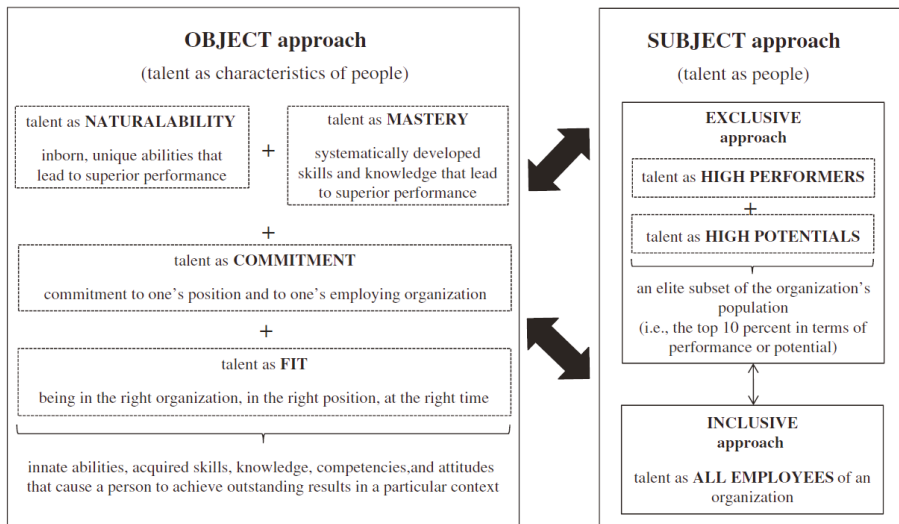 OBJECT approach
(talent as characteristics of people)
talent as NATURALABILITY
inborn, unique abilities that
lead to superior performance
+
talent as MASTERY
systematically developed
skills and knowledge that lead
to superior performance
+
talent as COMMITMENT
commitment to one's position and to one's employing organization
+
talent as FIT
being in the right organization, in the right position, at the right time
innate abilities, acquired skills, knowledge, competencies,and attitudes
that cause a person to achieve outstanding results in a particular context
SUBJECT approach
(talent as people)
EXCLUSIVE
approach
talent as HIGH PERFORMERS
+
talent as HIGH POTENTIALS
an elite subset of the organization's
population
(i.e., the top 10 percent in terms of
performance or potential)
INCLUSIVE
approach
talent as ALL EMPLOYEES of an
organization